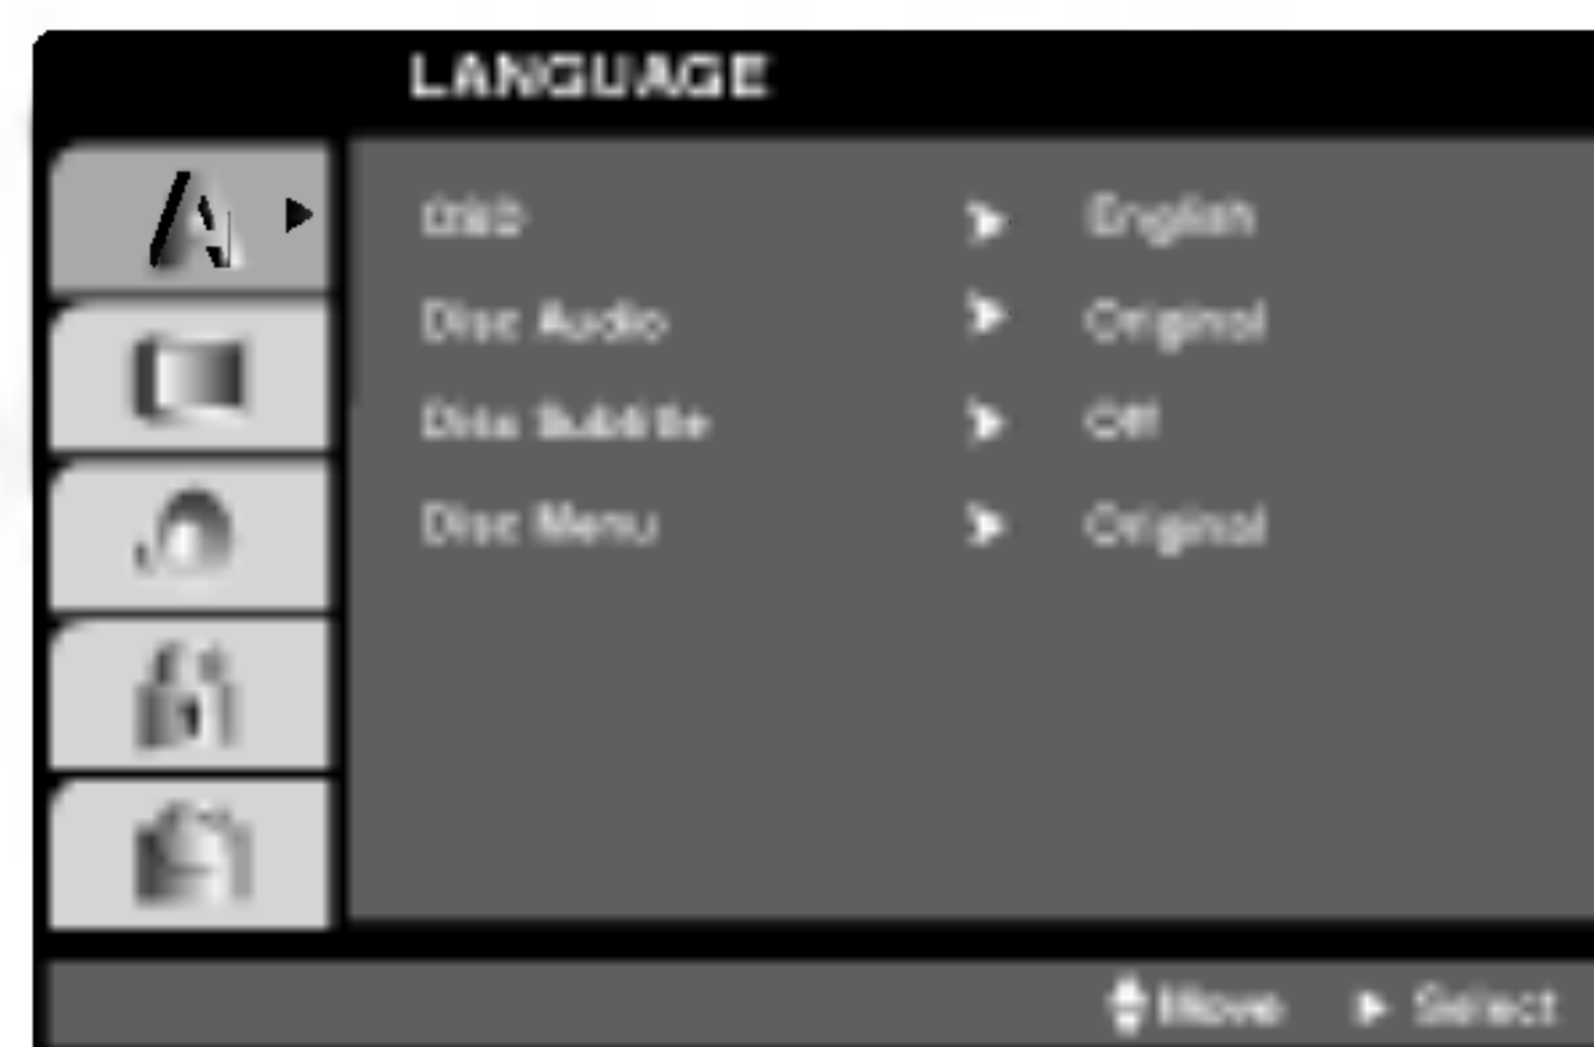 LANGUAGE
OSD English
Disc Audio Original
Disc Subtitle Off
Disc Menu Original
Move Select